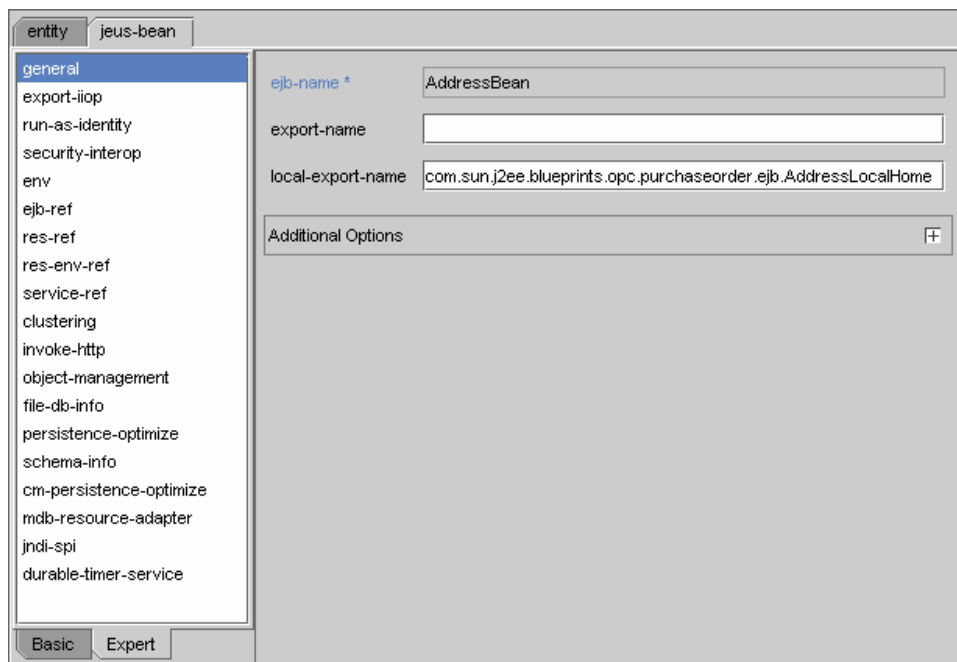 entity jeus-bean
general
export-iiop
run-as-identity
security-interop
env
ejb-ref
res-ref
res-env-ref
service-ref
clustering
invoke-http
object-management
file-db-info
persistence-optimize
schema-info
cm-persistence-optimize
mdb-resource-adapter
jndi-spi
durable-timer-service
Basic Expert
ejb-name * AddressBean
export-name
local-export-name com.sun.j2ee.blueprints.opc.purchaseorder.ejb.AddressLocalHome
Additional Options